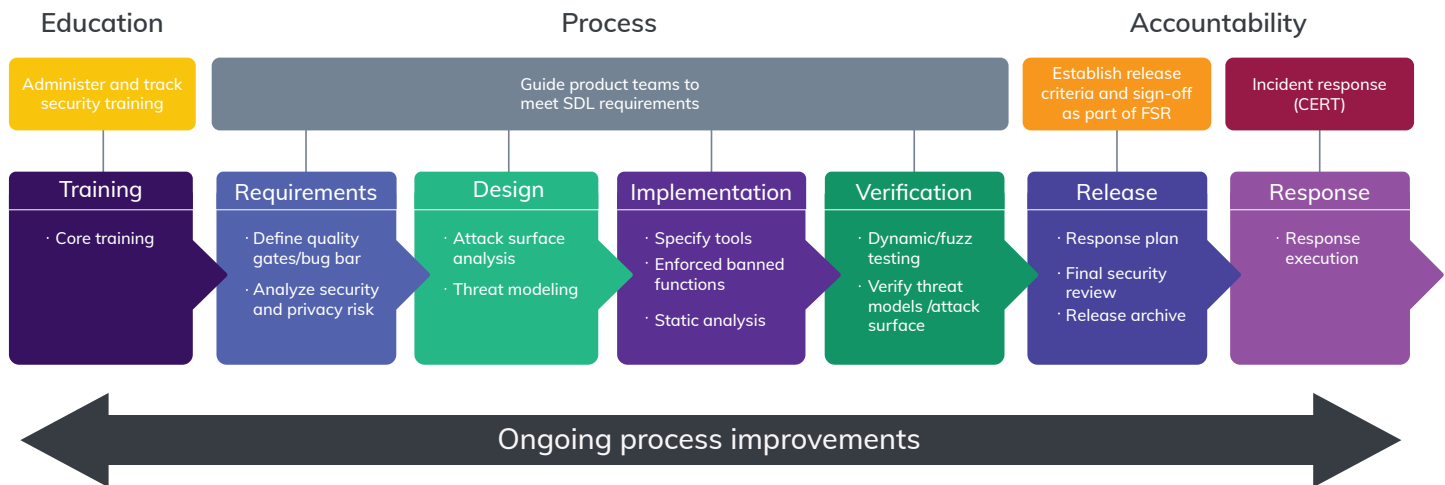 Education
Process
Accountability
Administer and track
security training
Guide product teams to
meet SDL requirements
Establish release
criteria and sign-off
as part of FSR
Incident response
(CERT)
Training
· Core training
Requirements
· Define quality
gates/bug bar
· Analyze security
and privacy risk
Design
· Attack surface
analysis
· Threat modeling
Implementation
· Specify tools
· Enforced banned
functions
· Static analysis
Verification
· Dynamic/fuzz
testing
· Verify threat
models /attack
surface
Release
· Response plan
· Final security
review
· Release archive
Response
· Response
execution
Ongoing process improvements